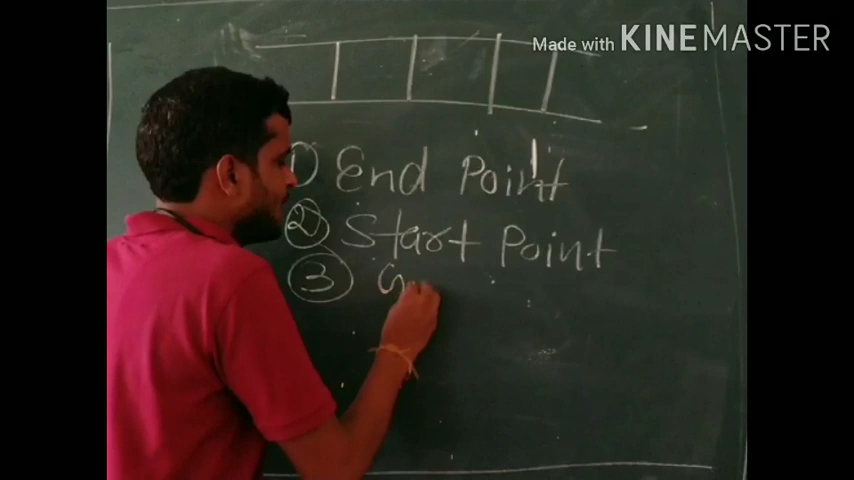 Made with KINEMASTER
1) End Point
2) Start Point
3 G